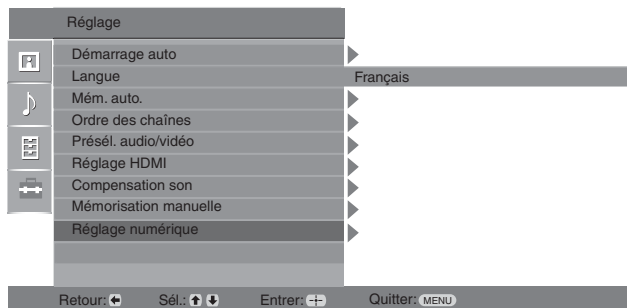 Réglage
Démarrage auto
Langue Français
Mém. auto.
Ordre des chaînes
Présél. audio/vidéo
Réglage HDMI
Compensation son
Mémorisation manuelle
Réglage numérique
Retour: Sél.: Entrer: Quitter: MENU